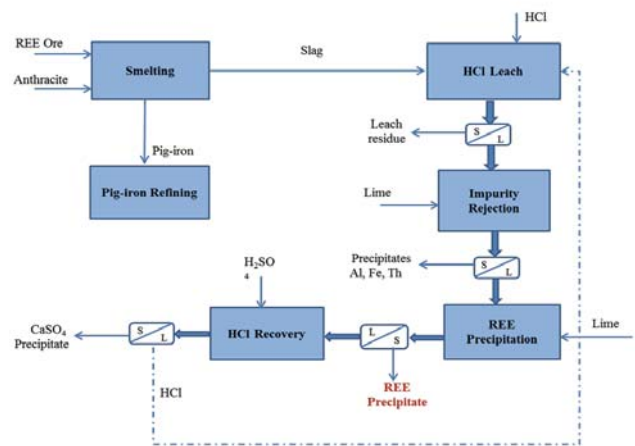 HCl
REE Ore
Smelting
Slag
HCl Leach
Anthracite
Leach
residue
S
L
Pig-iron
Pig-iron Refining
Lime
Impurity
Rejection
H₂SO
4
Precipitates
Al, Fe, Th
S
L
CaSO₄
Precipitate
S
L
HCl Recovery
L
S
REE
Precipitation
Lime
HCl
REE
Precipitate